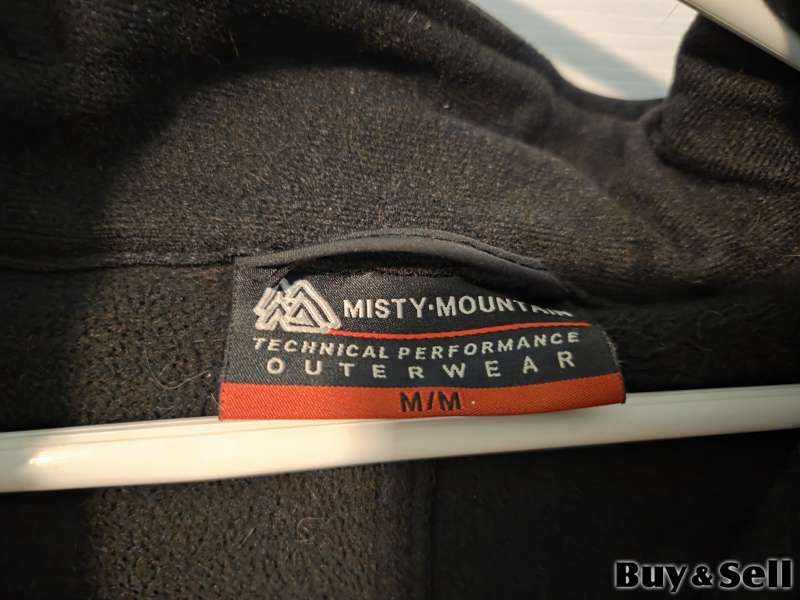 MISTY·MOUNTAIN
TECHNICAL PERFORMANCE
OUTERWEAR
M/M
Buy & Sell